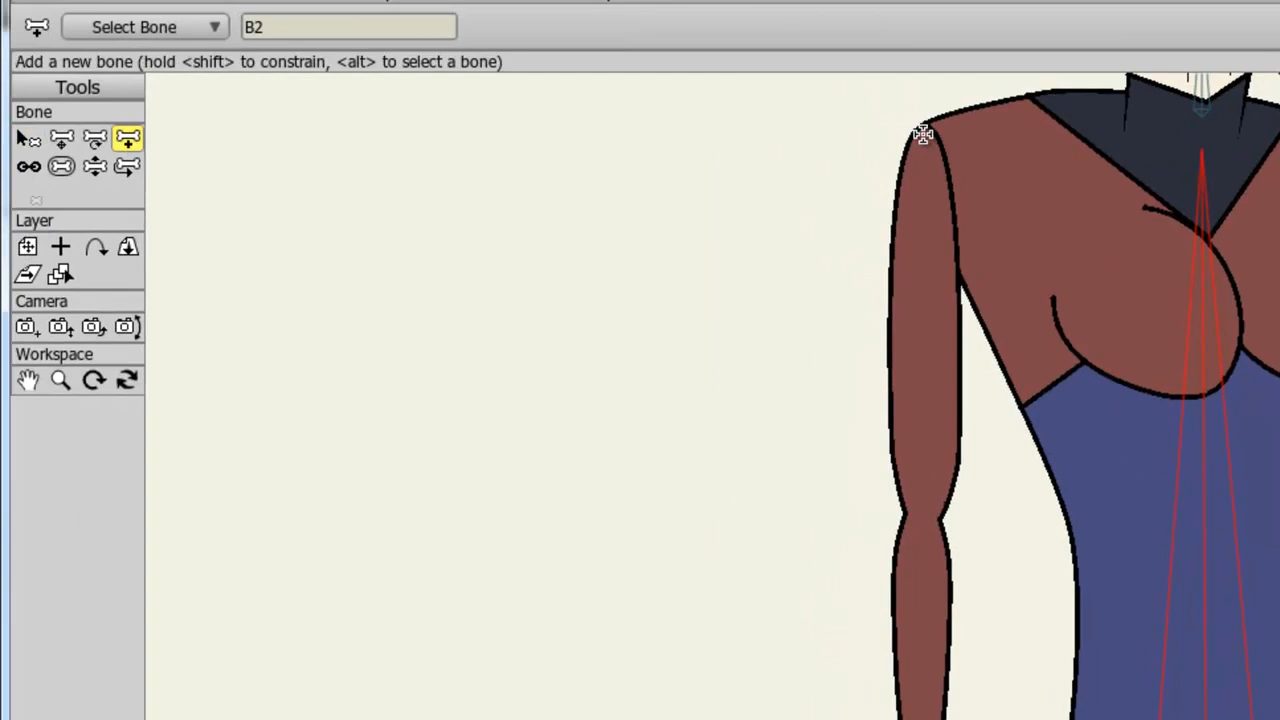 Select Bone
B2
Add a new bone (hold <shift> to constrain, <alt> to select a bone)
Tools
Bone
Layer
Camera
Workspace